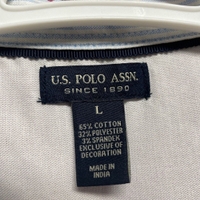 U.S. POLO ASSN.
SINCE 1890
L
65% COTTON
32% POLYESTER
3% SPANDEX
EXCLUSIVE OF
DECORATION
MADE IN
INDIA